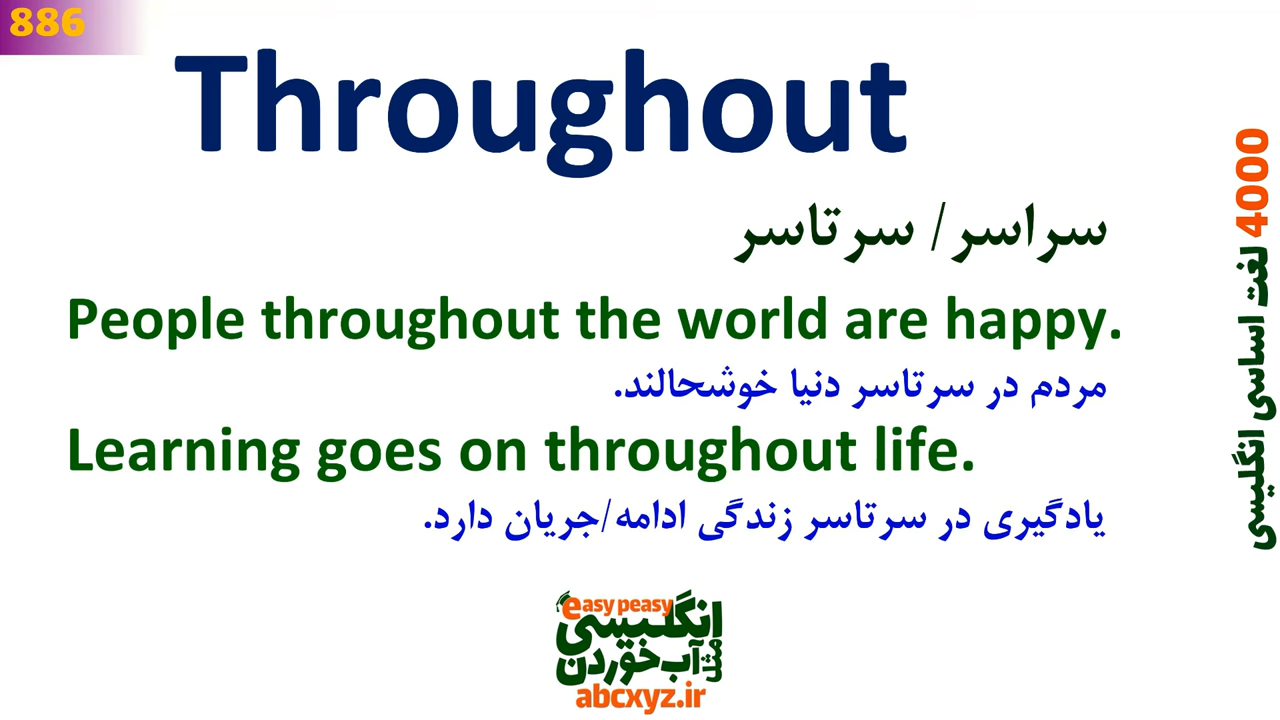 886
Throughout
سراسر/ سرتاسر
People throughout the world are happy.
مردم در سرتاسر دنیا خوشحالند.
Learning goes on throughout life.
یادگیری در سرتاسر زندگی ادامه/جریان دارد.
4000 لغت اساسی انگلیسی
easy peasy
انگلیسی
مثل آب خوردن
abcxyz.ir